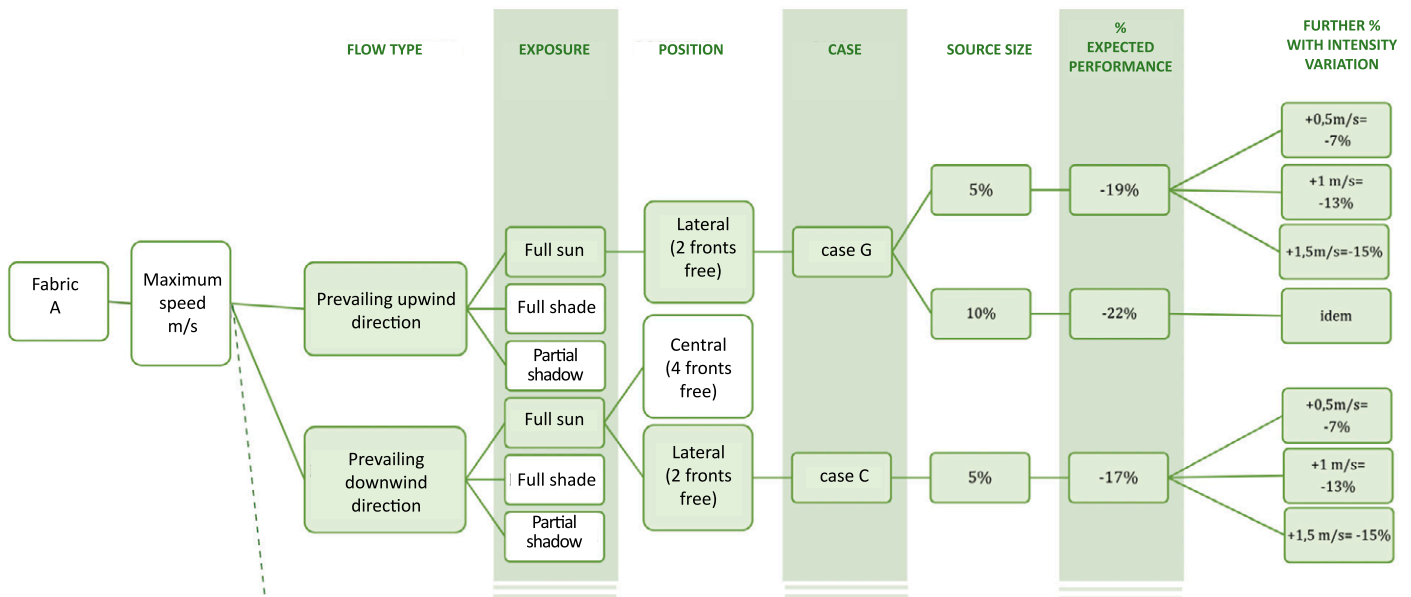 FLOW TYPE
EXPOSURE
POSITION
CASE
SOURCE SIZE
%
EXPECTED
PERFORMANCE
FURTHER %
WITH INTENSITY
VARIATION
Fabric
A
Maximum
speed
m/s
Prevailing upwind
direction
Full sun
Full shade
Partial
shadow
Lateral
(2 fronts
free)
case G
5%
-19%
+0,5m/s=
-7%
+1 m/s=
-13%
+1,5m/s=-15%
10%
-22%
idem
Prevailing
downwind
direction
Full sun
Full shade
Partial
shadow
Central
(4 fronts
free)
Lateral
(2 fronts
free)
case C
5%
-17%
+0,5m/s=
-7%
+1 m/s=
-13%
+1,5 m/s= -15%